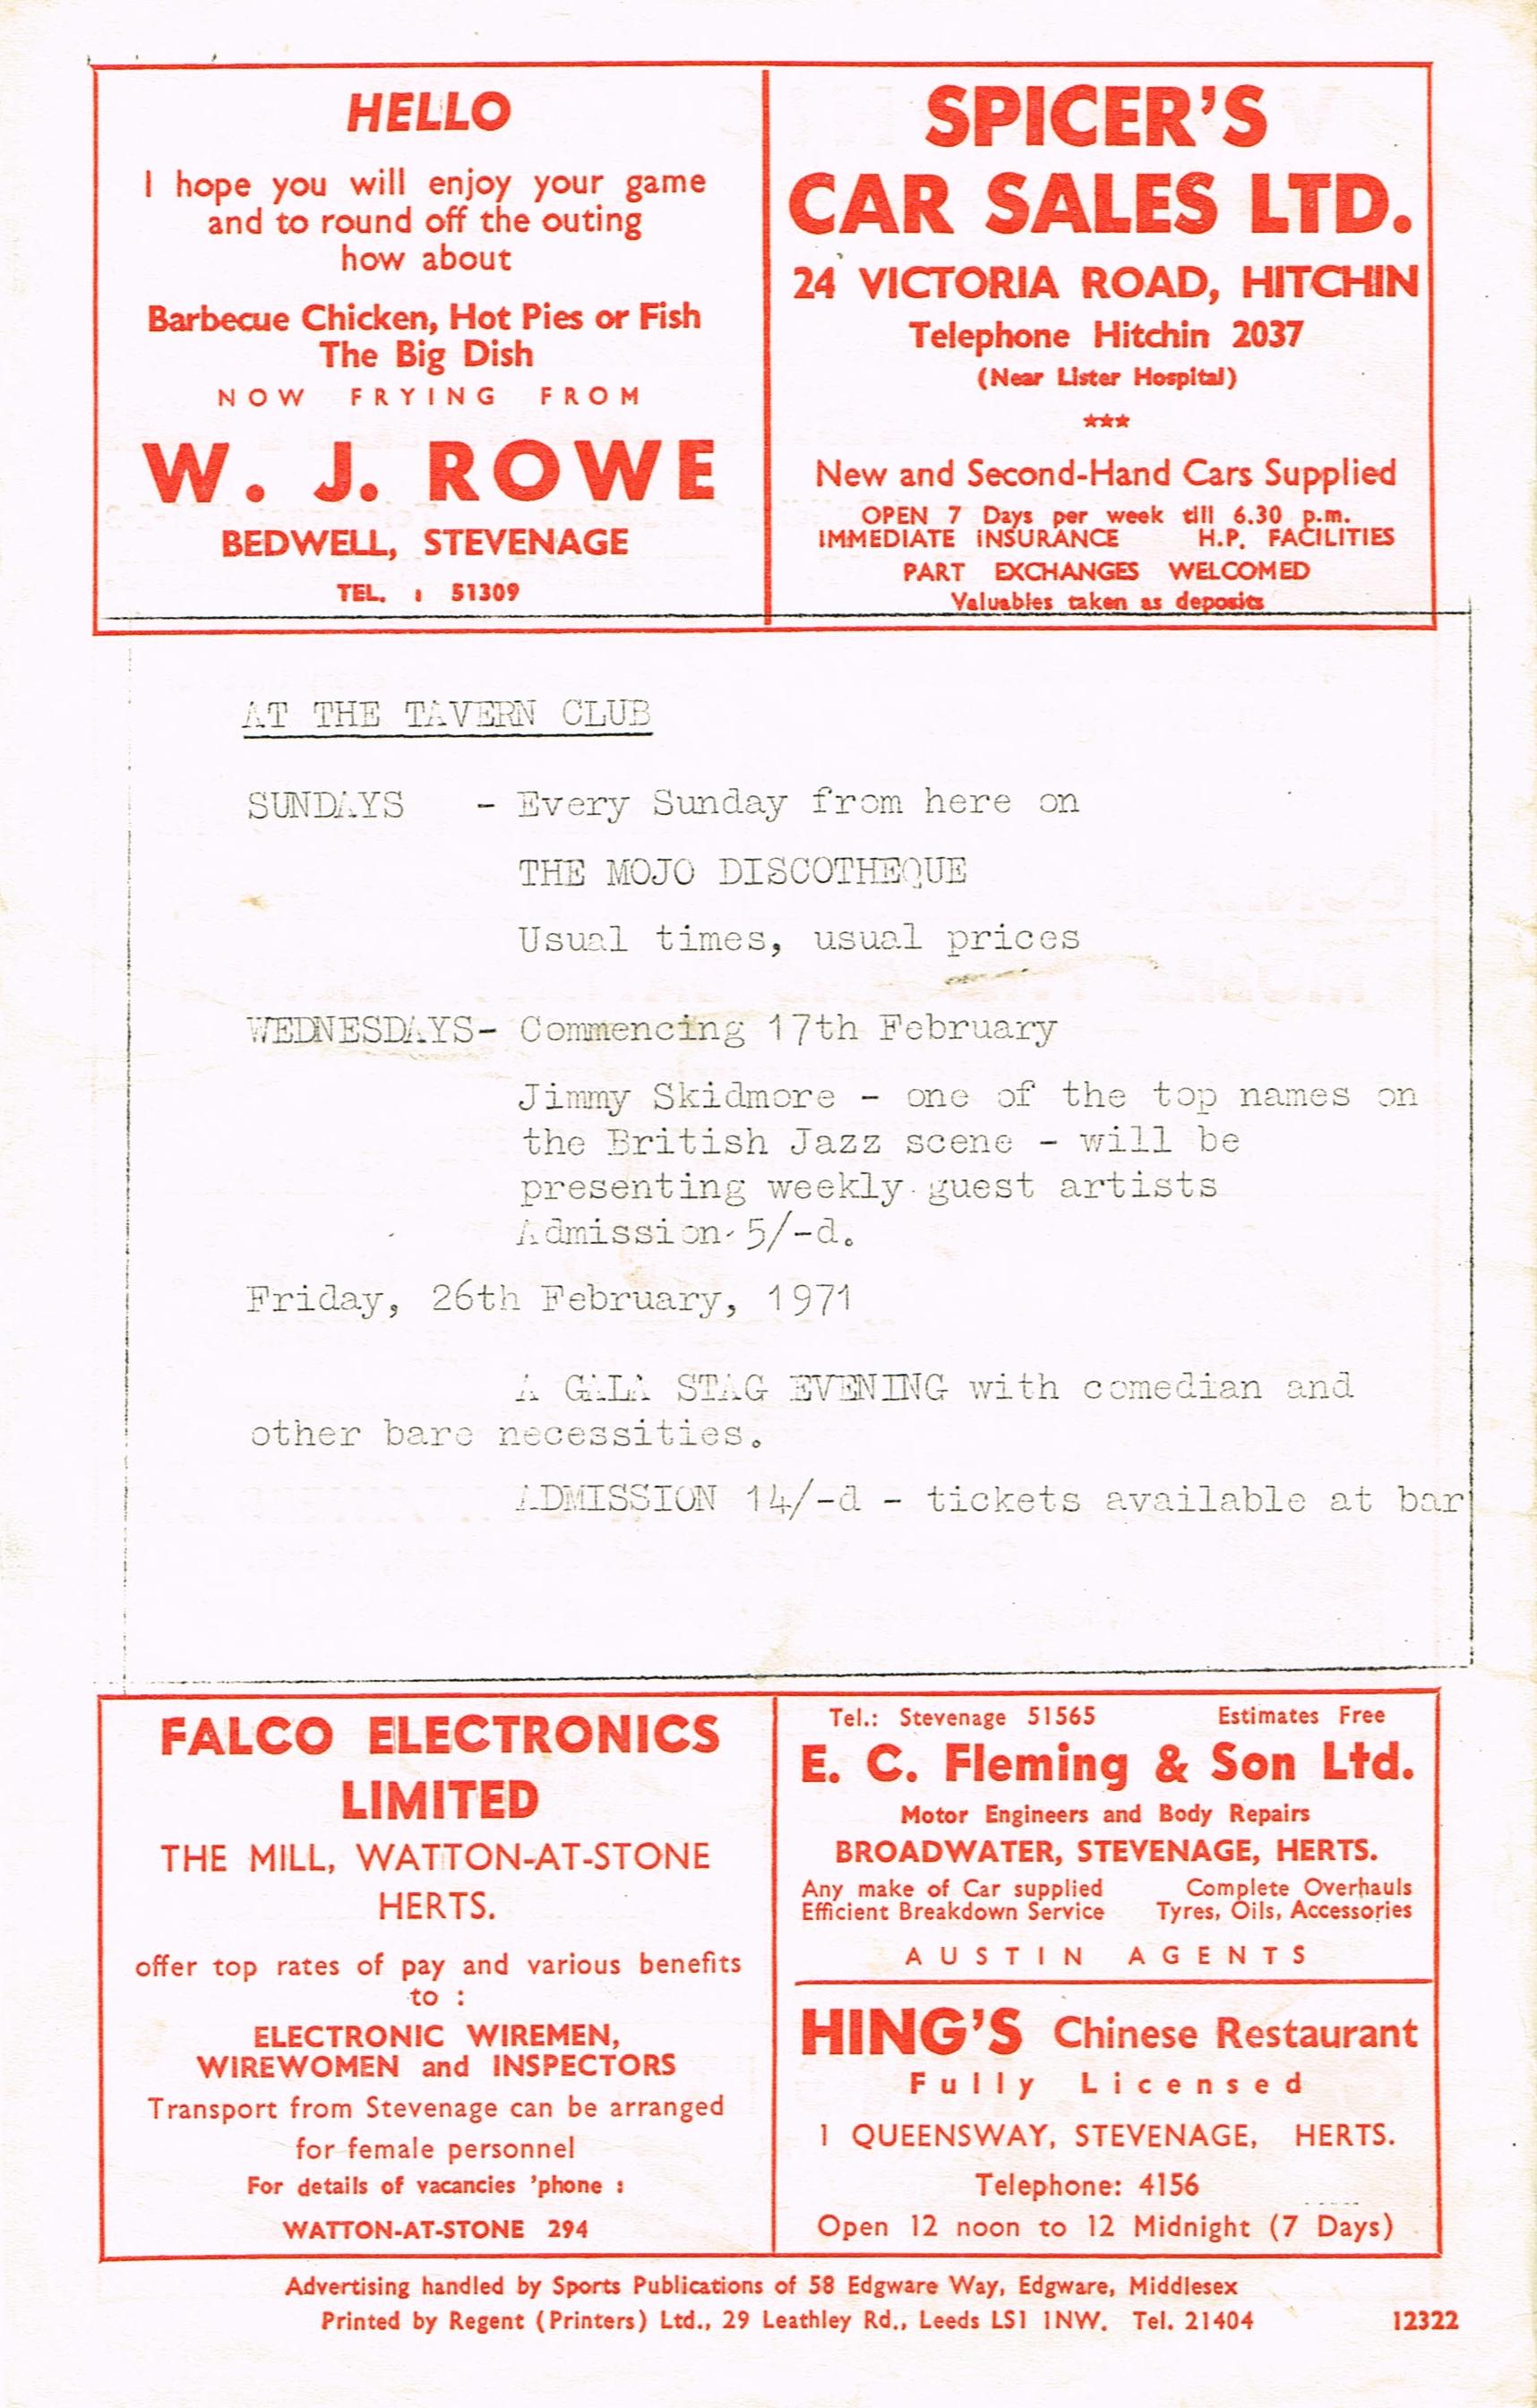 HELLO
I hope you will enjoy your game
and to round off the outing
how about
Barbecue Chicken, Hot Pies or Fish
The Big Dish
NOW FRYING FROM
W. J. ROWE
BEDWELL, STEVENAGE
TEL. : 51309
SPICER'S
CAR SALES LTD.
24 VICTORIA ROAD, HITCHIN
Telephone Hitchin 2037
(Near Lister Hospital)
***
New and Second-Hand Cars Supplied
OPEN 7 Days per week till 6.30 p.m.
IMMEDIATE INSURANCE H.P. FACILITIES
PART EXCHANGES WELCOMED
Valuables taken as deposits
AT THE TAVERN CLUB
SUNDAYS - Every Sunday from here on
THE MOJO DISCOTHEQUE
Usual times, usual prices
WEDNESDAYS- Commencing 17th February
Jimmy Skidmore - one of the top names on
the British Jazz scene - will be
presenting weekly guest artists
Admission 5/-d.
Friday, 26th February, 1971
A GALA STAG EVENING with comedian and
other bare necessities.
ADMISSION 14/-d - tickets available at bar
FALCO ELECTRONICS
LIMITED
THE MILL, WATTON-AT-STONE
HERTS.
offer top rates of pay and various benefits
to :
ELECTRONIC WIREMEN,
WIREWOMEN and INSPECTORS
Transport from Stevenage can be arranged
for female personnel
For details of vacancies 'phone :
WATTON-AT-STONE 294
Tel.: Stevenage 51565 Estimates Free
E. C. Fleming & Son Ltd.
Motor Engineers and Body Repairs
BROADWATER, STEVENAGE, HERTS.
Any make of Car supplied Complete Overhauls
Efficient Breakdown Service Tyres, Oils, Accessories
AUSTIN AGENTS
HING'S Chinese Restaurant
Fully Licensed
1 QUEENSWAY, STEVENAGE, HERTS.
Telephone: 4156
Open 12 noon to 12 Midnight (7 Days)
Advertising handled by Sports Publications of 58 Edgware Way, Edgware, Middlesex
Printed by Regent (Printers) Ltd., 29 Leathley Rd., Leeds LS1 1NW. Tel. 21404 12322